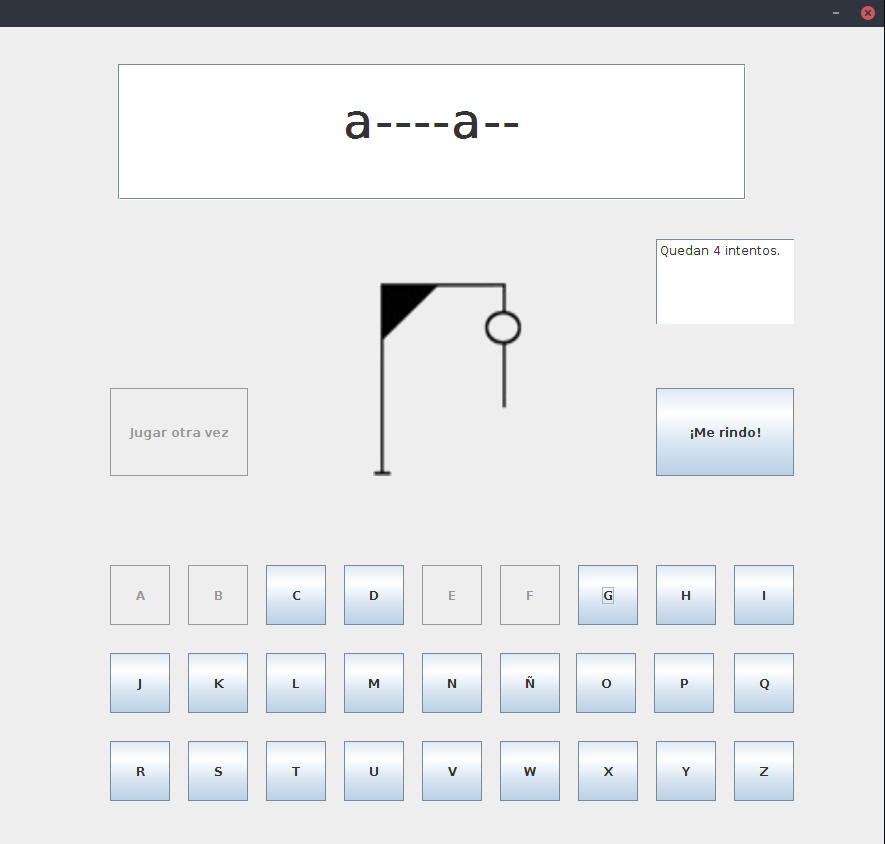 a----a--
Quedan 4 intentos.
Jugar otra vez
¡Me rindo!
A B C D E F G H I
J K L M N Ñ O P Q
R S T U V W X Y Z